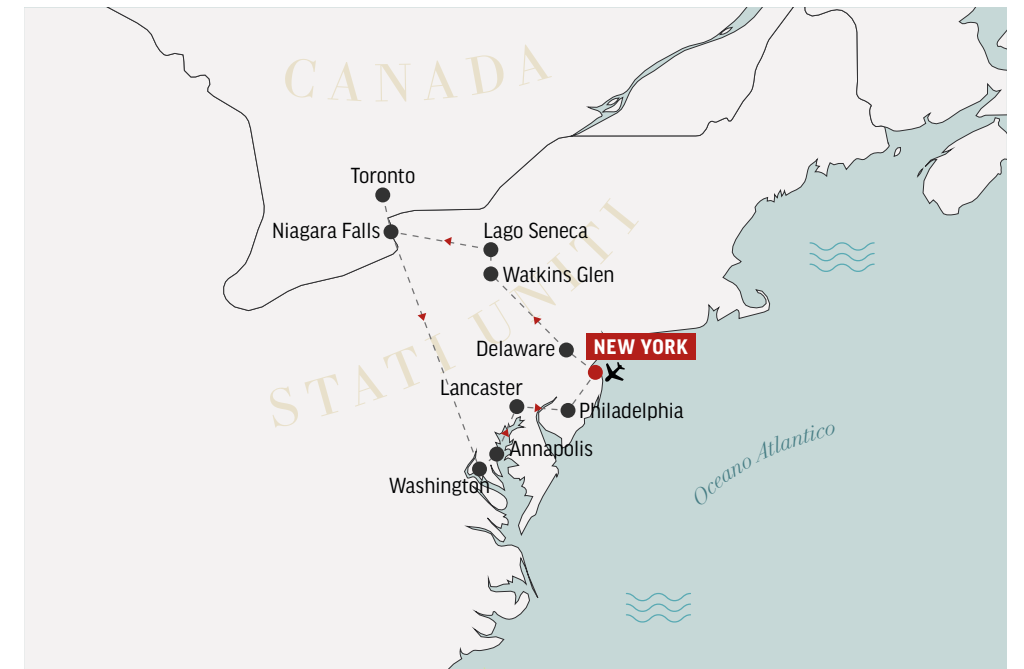 CANADA
Toronto
Niagara Falls
Lago Seneca
Watkins Glen
STATI UNITI
Delaware
NEW YORK
Lancaster
Philadelphia
Annapolis
Washington
Oceano Atlantico